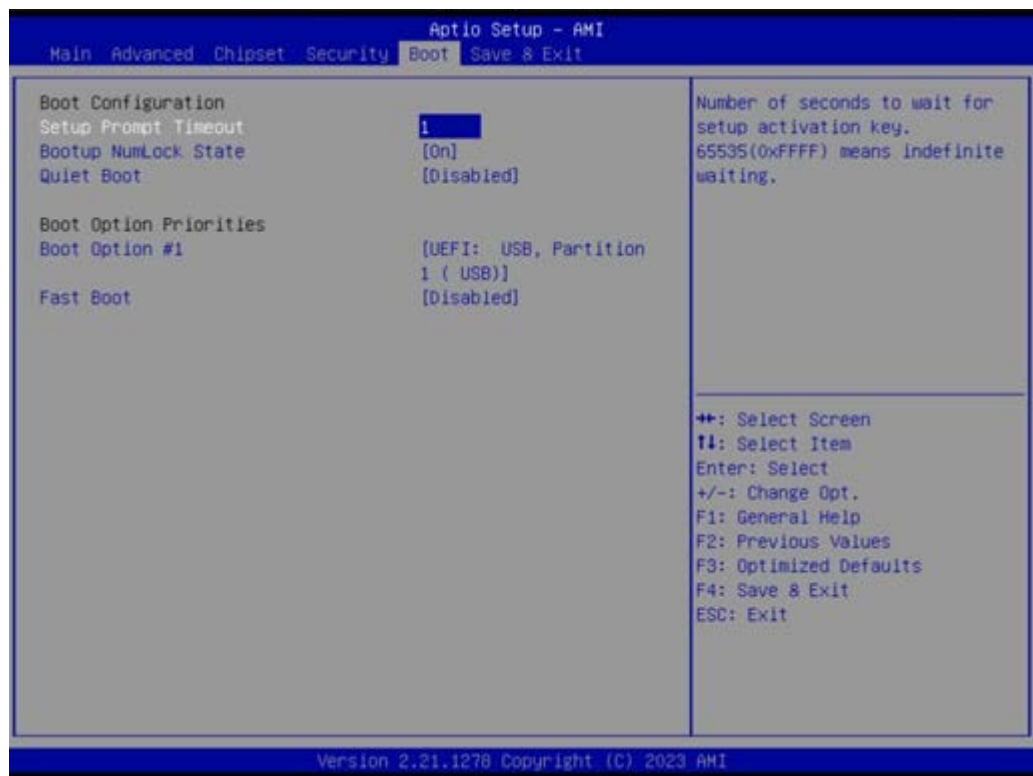 Aptio Setup - AMI
Main Advanced Chipset Security Boot Save & Exit
Boot Configuration
Setup Prompt Timeout 1
Bootup NumLock State [On]
Quiet Boot [Disabled]
Boot Option Priorities
Boot Option #1 [UEFI: USB, Partition
1 ( USB)]
Fast Boot [Disabled]
Number of seconds to wait for
setup activation key.
65535(0xFFFF) means indefinite
waiting.
→←: Select Screen
↑↓: Select Item
Enter: Select
+/-: Change Opt.
F1: General Help
F2: Previous Values
F3: Optimized Defaults
F4: Save & Exit
ESC: Exit
Version 2.21.1278 Copyright (C) 2023 AMI